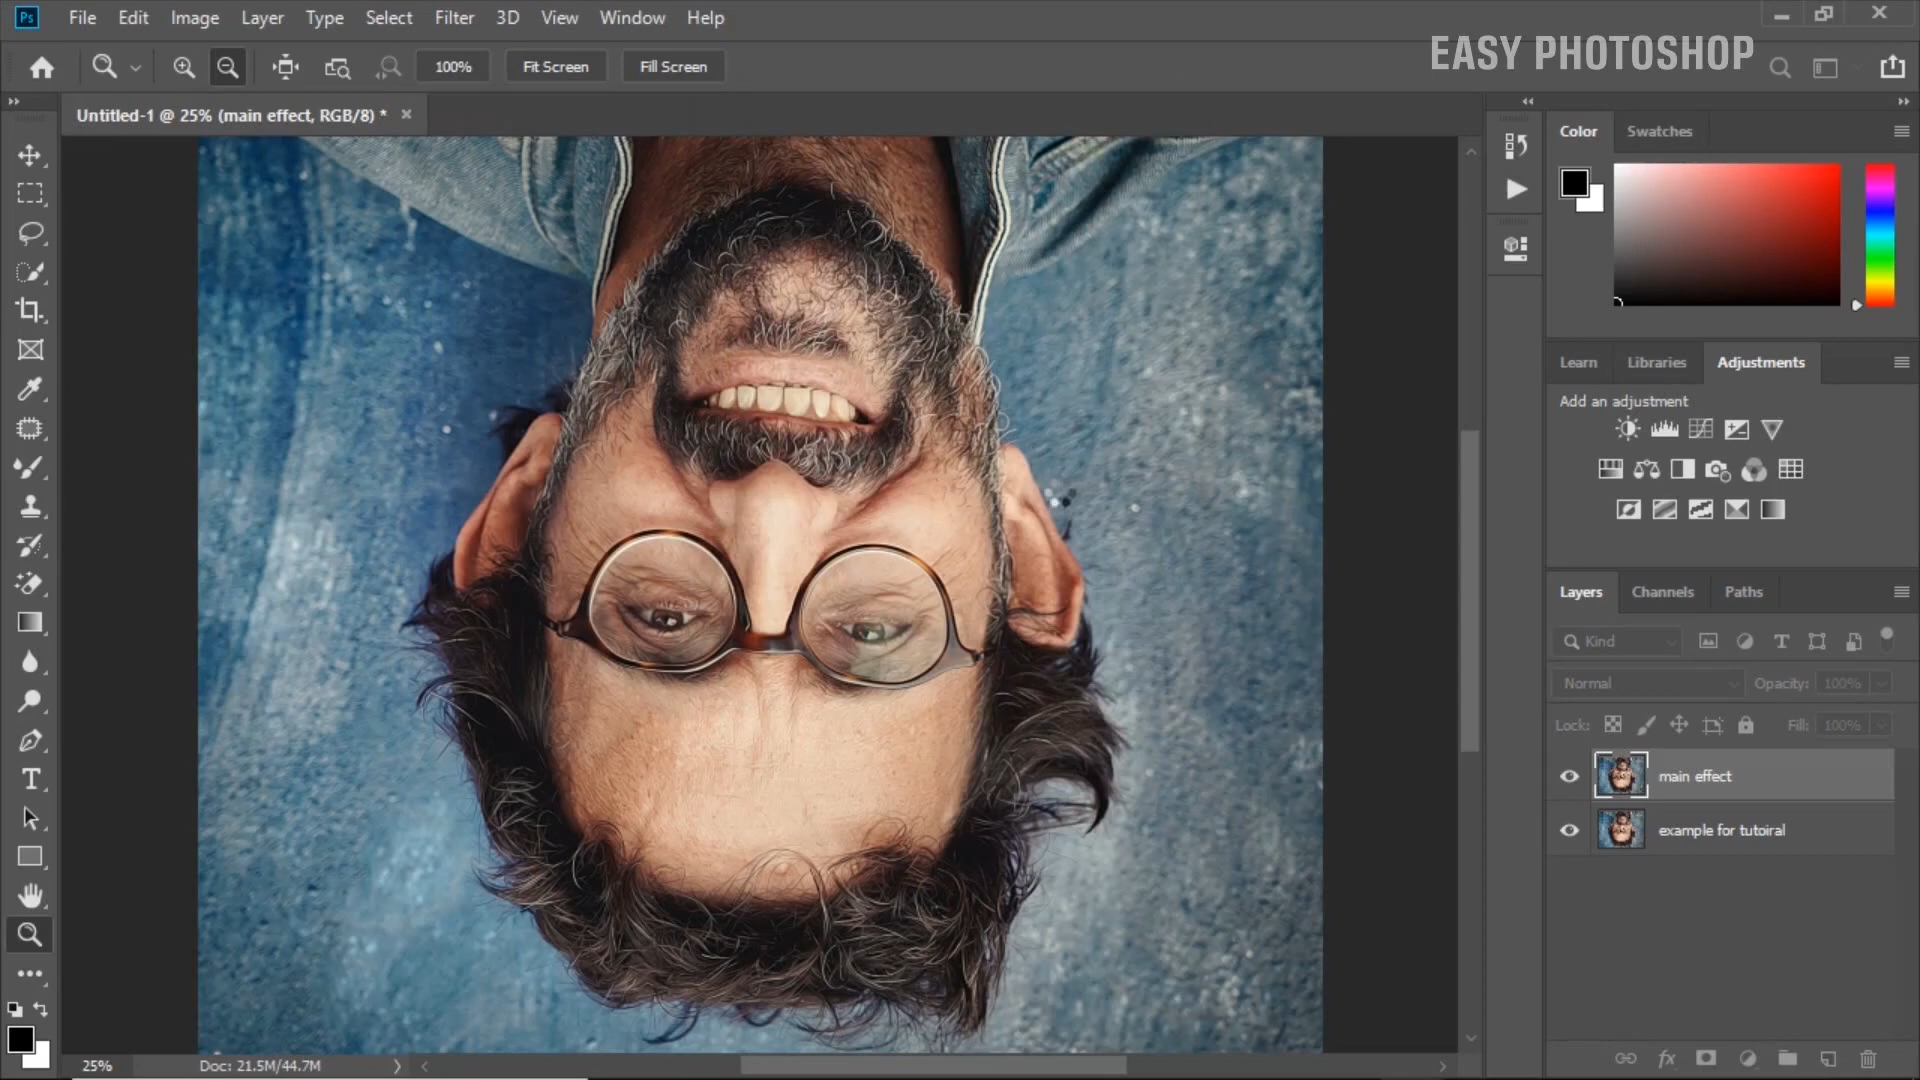 Ps File Edit Image Layer Type Select Filter 3D View Window Help
100% Fit Screen Fill Screen
EASY PHOTOSHOP
Untitled-1 @ 25% (main effect, RGB/8) *
Color Swatches
Learn Libraries Adjustments
Add an adjustment
Layers Channels Paths
Kind
Normal Opacity: 100%
Lock: Fill: 100%
main effect
example for tutoiral
25% Doc: 21.5M/44.7M